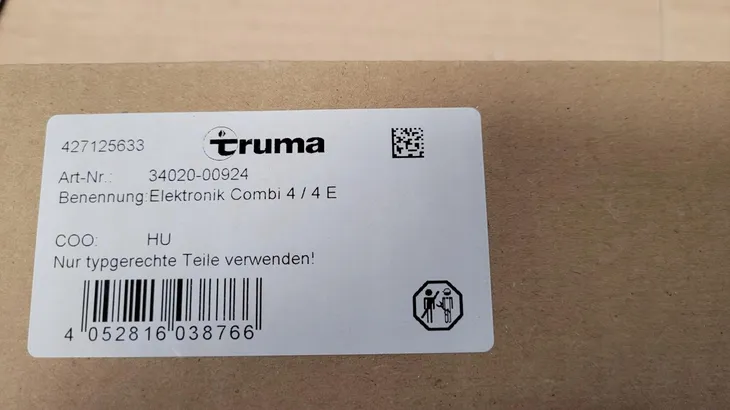 427125633 truma
Art-Nr.: 34020-00924
Benennung:Elektronik Combi 4 / 4 E
COO: HU
Nur typgerechte Teile verwenden!
4 052816 038766